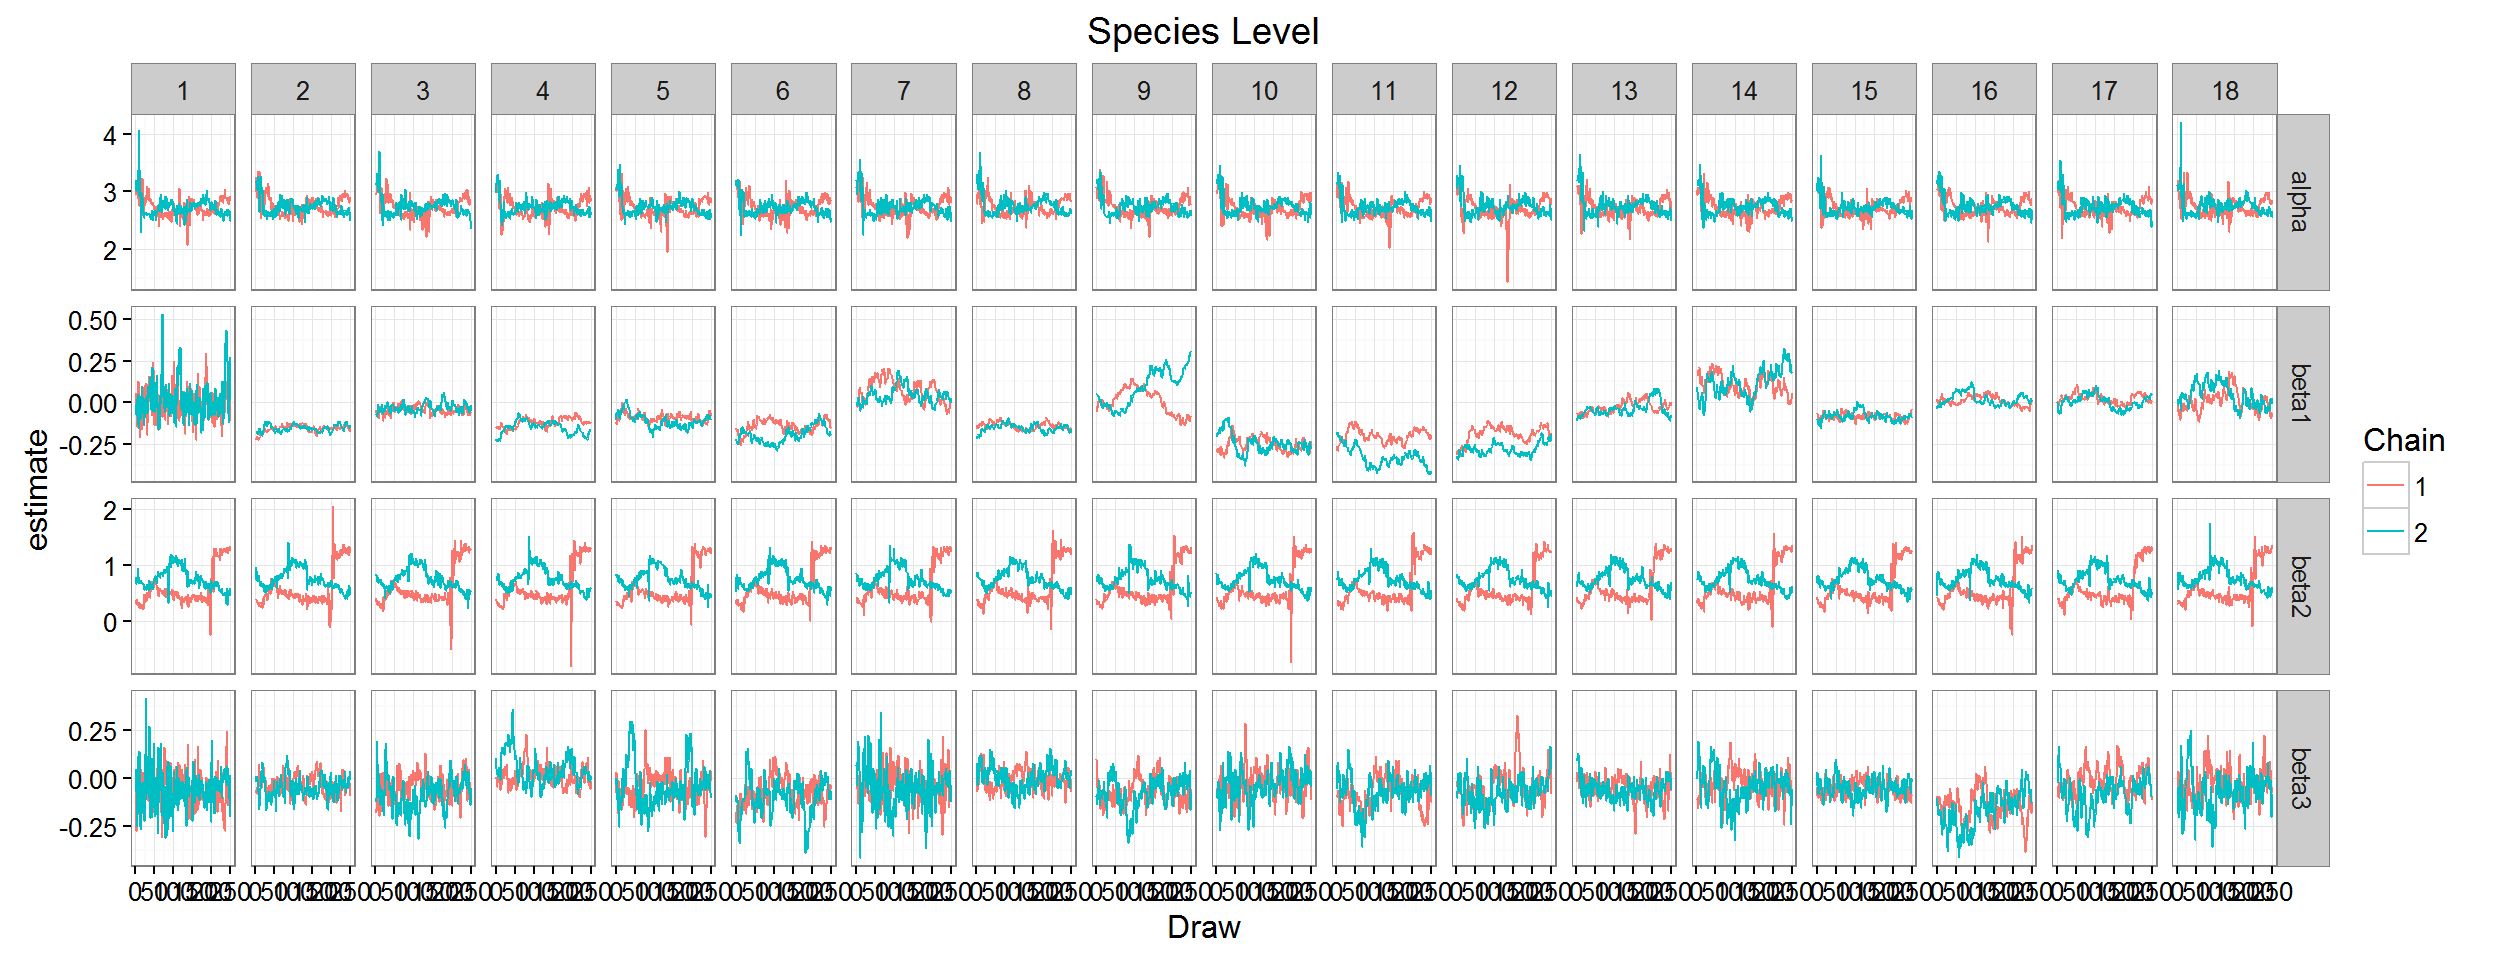 Species Level
1 2 3 4 5 6 7 8 9 10 11 12 13 14 15 16 17 18
4
3
2
alpha
0.50
0.25
0.00
-0.25
beta1
2
1
0
beta2
0.25
0.00
-0.25
beta3
estimate
Draw
Chain
1
2